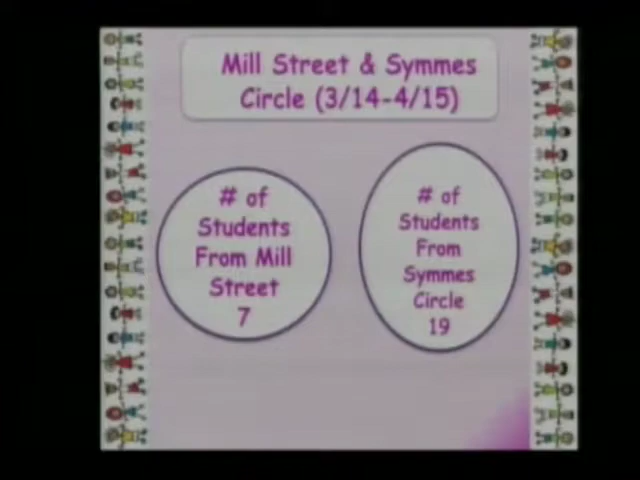 Mill Street & Symmes
Circle (3/14-4/15)
# of
Students
From Mill
Street
7
# of
Students
From
Symmes
Circle
19